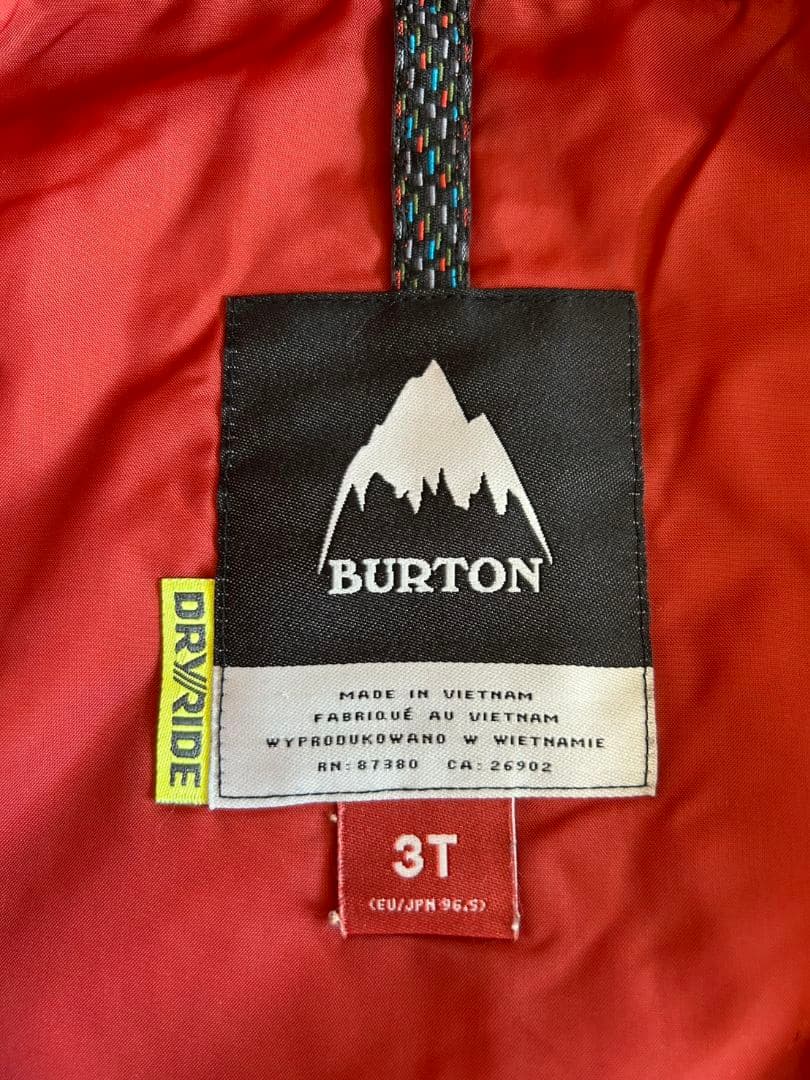 BURTON
DRY//RIDE
MADE IN VIETNAM
FABRIQUÉ AU VIETNAM
WYPRODUKOWANO W WIETNAMIE
RN: 87380 CA: 26902
3T
(EU/JPN 96.5)